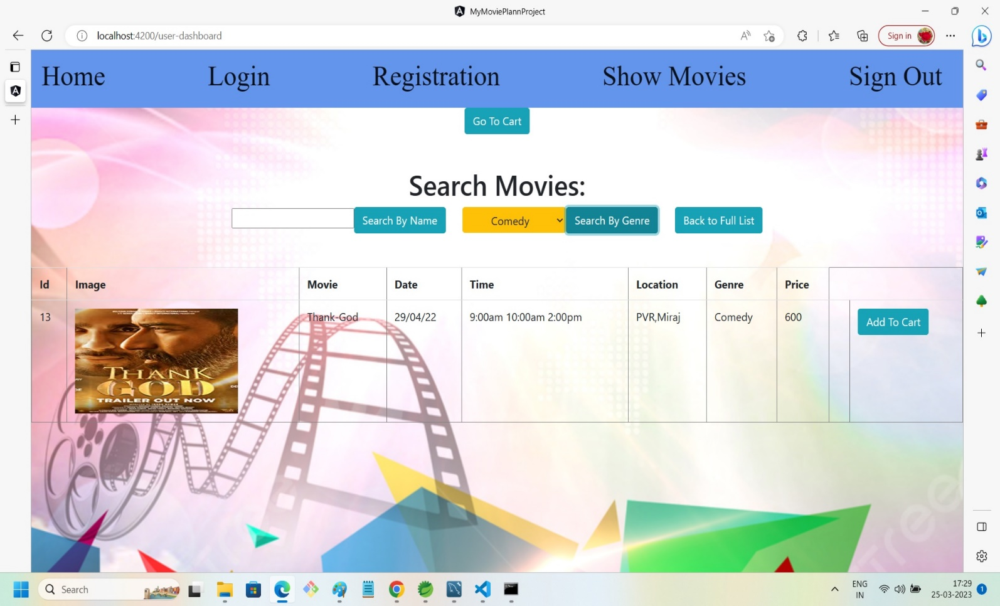 MyMoviePlannProject
localhost:4200/user-dashboard
Sign in
Home Login Registration Show Movies Sign Out
Go To Cart
Search Movies:
Search By Name Comedy Search By Genre Back to Full List
Id Image Movie Date Time Location Genre Price
13 Thank-God 29/04/22 9:00am 10:00am 2:00pm PVR,Miraj Comedy 600 Add To Cart
THANK
GOD
TRAILER OUT NOW
Search
ENG
IN
17:29
25-03-2023
1